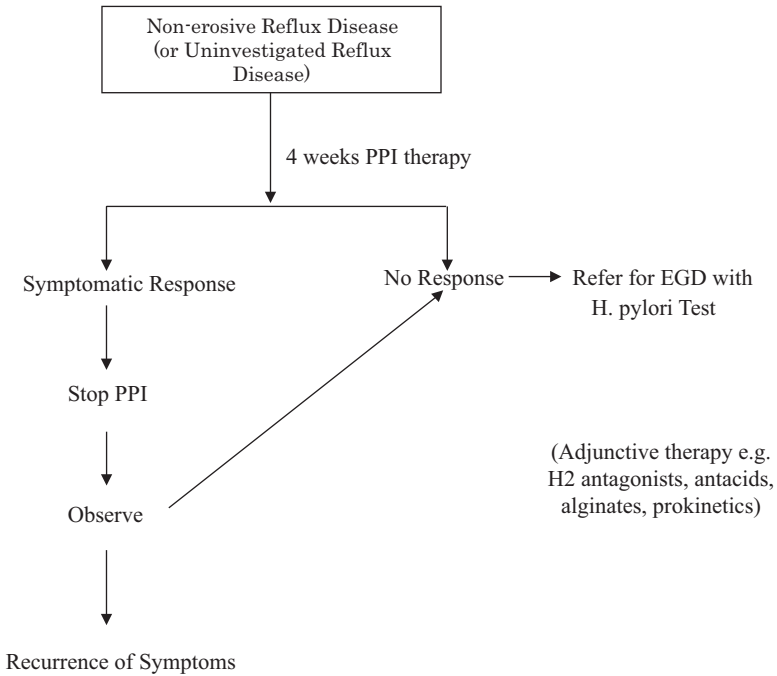 Non-erosive Reflux Disease
(or Uninvestigated Reflux
Disease)
4 weeks PPI therapy
Symptomatic Response
No Response
Refer for EGD with
H. pylori Test
Stop PPI
(Adjunctive therapy e.g.
H2 antagonists, antacids,
alginates, prokinetics)
Observe
Recurrence of Symptoms